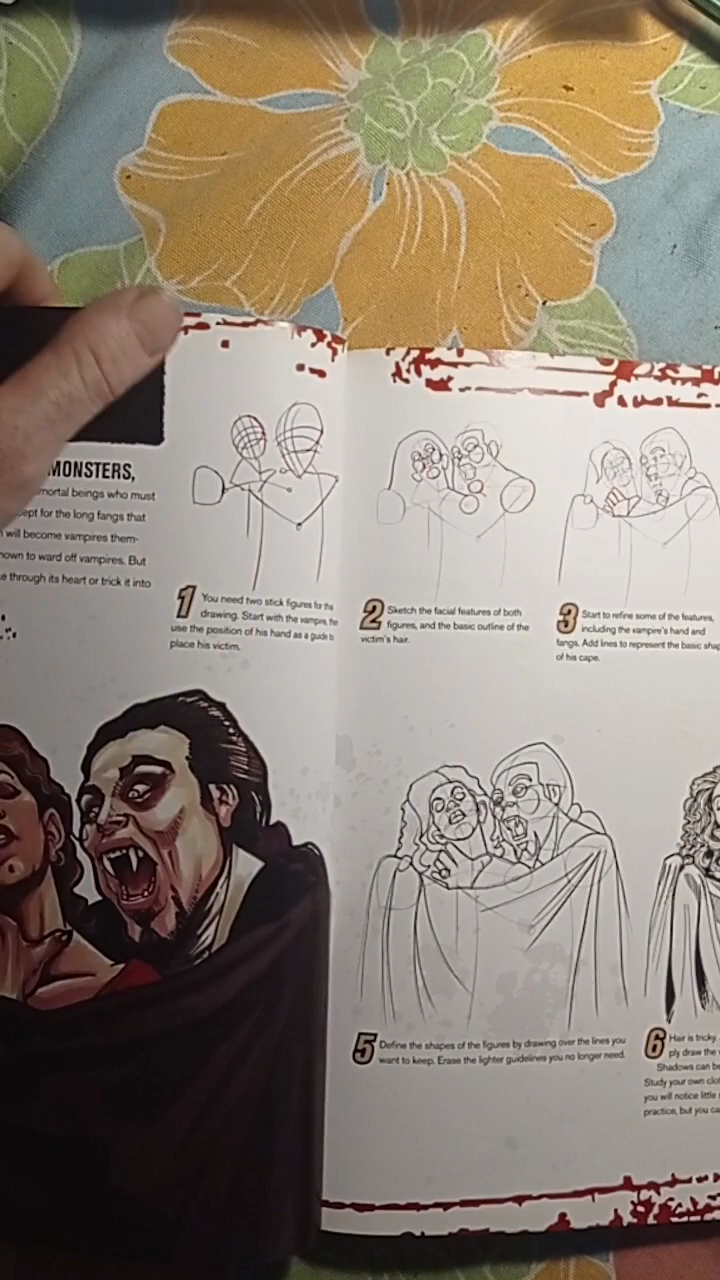 MONSTERS,
mortal beings who must
ept for the long fangs that
will become vampires them-
nown to ward off vampires. But
e through its heart or trick it into
1 You need two stick figures for the
drawing. Start with the vampire, the
use the position of his hand as a guide to
place his victim.
2 Sketch the facial features of both
figures, and the basic outline of the
victim's hair.
3 Start to refine some of the features,
including the vampire's hand and
fangs. Add lines to represent the basic shap
of his cape.
5 Define the shapes of the figures by drawing over the lines you
want to keep. Erase the lighter guidelines you no longer need.
6 Hair is tricky.
ply draw the
Shadows can be
Study your own clo
you will notice little
practice, but you ca